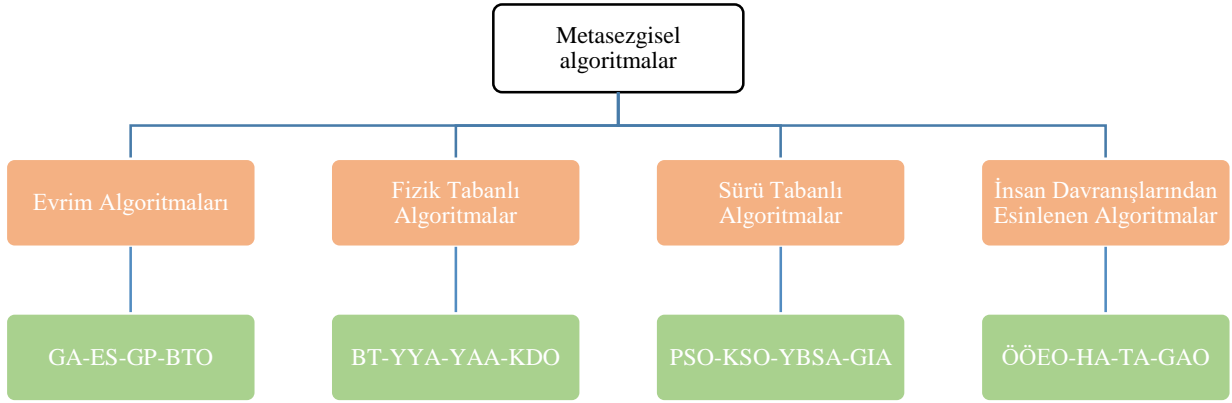 Metasezgisel
algoritmalar
Evrim Algoritmaları
Fizik Tabanlı
Algoritmalar
Sürü Tabanlı
Algoritmalar
İnsan Davranışlarından
Esinlenen Algoritmalar
GA-ES-GP-BTO
BT-YYA-YAA-KDO
PSO-KSO-YBSA-GIA
ÖÖEO-HA-TA-GAO